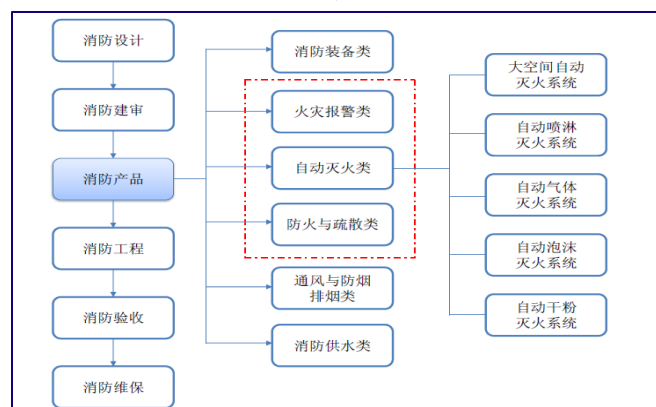 消防设计
消防建审
消防产品
消防工程
消防验收
消防维保
消防装备类
火灾报警类
自动灭火类
防火与疏散类
通风与防烟
排烟类
消防供水类
大空间自动
灭火系统
自动喷淋
灭火系统
自动气体
灭火系统
自动泡沫
灭火系统
自动干粉
灭火系统